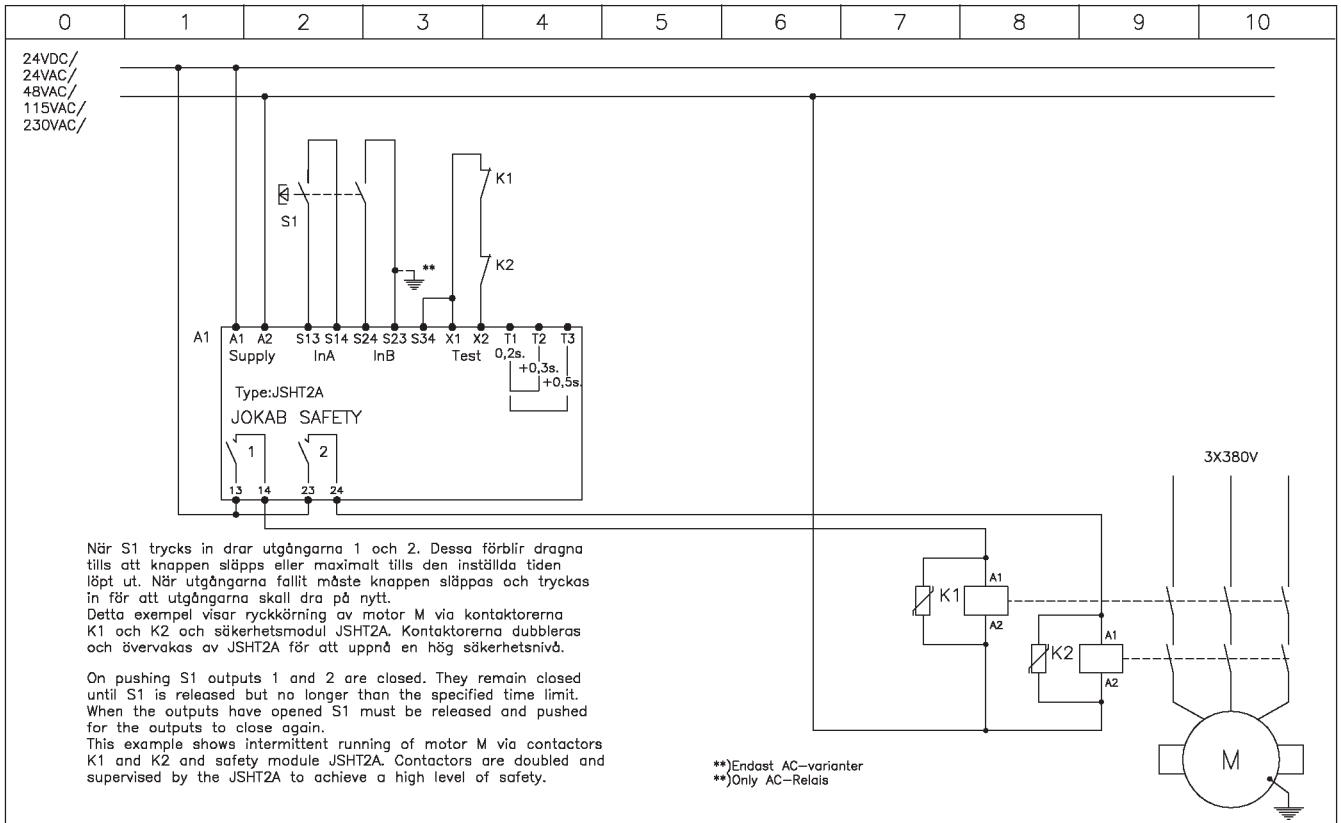 0 1 2 3 4 5 6 7 8 9 10
24VDC/
24VAC/
48VAC/
115VAC/
230VAC/
K1
S1
K2
**
A1
A1 A2 S13 S14 S24 S23 S34 X1 X2 T1 T2 T3
Supply InA InB Test 0,2s.
+0,3s.
+0,5s.
Type:JSHT2A
JOKAB SAFETY
1 2
13 14 23 24
3X380V
När S1 trycks in drar utgångarna 1 och 2. Dessa förblir dragna
tills att knappen släpps eller maximalt tills den inställda tiden
löpt ut. När utgångarna fallit måste knappen släppas och tryckas
in för att utgångarna skall dra på nytt.
Detta exempel visar ryckkörning av motor M via kontaktorerna
K1 och K2 och säkerhetsmodul JSHT2A. Kontaktorerna dubbleras
och övervakas av JSHT2A för att uppnå en hög säkerhetsnivå.
On pushing S1 outputs 1 and 2 are closed. They remain closed
until S1 is released but no longer than the specified time limit.
When the outputs have opened S1 must be released and pushed
for the outputs to close again.
This example shows intermittent running of motor M via contactors
K1 and K2 and safety module JSHT2A. Contactors are doubled and
supervised by the JSHT2A to achieve a high level of safety.
A1
K1
A2
A1
K2
A2
M
**)Endast AC–varianter
**)Only AC–Relais